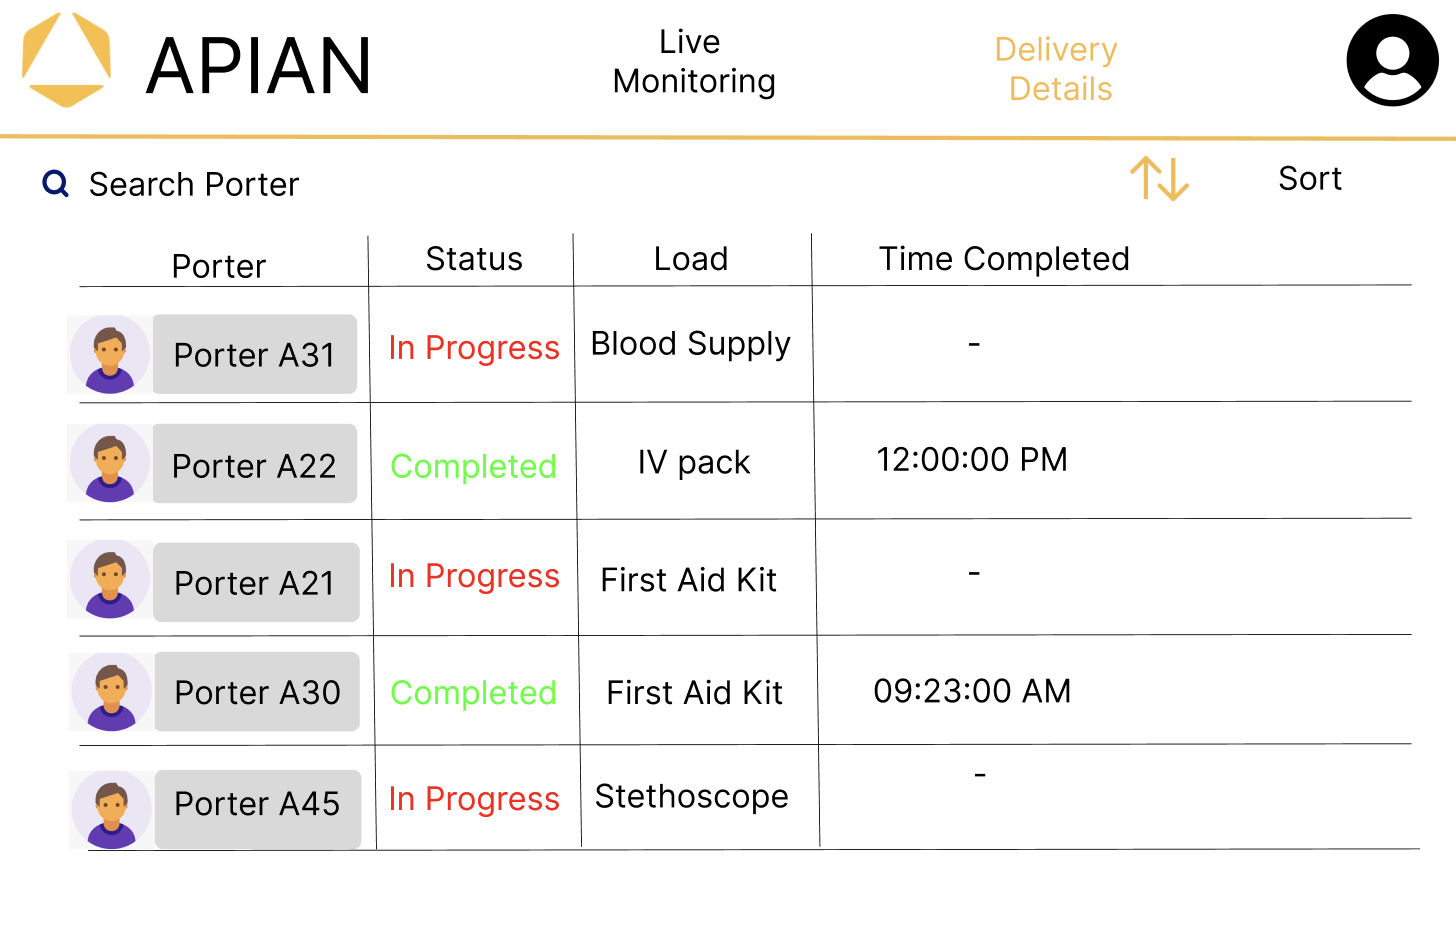 APIAN
Live
Monitoring
Delivery
Details
Search Porter
Sort
Porter Status Load Time Completed
Porter A31 In Progress Blood Supply -
Porter A22 Completed IV pack 12:00:00 PM
Porter A21 In Progress First Aid Kit -
Porter A30 Completed First Aid Kit 09:23:00 AM
Porter A45 In Progress Stethoscope -